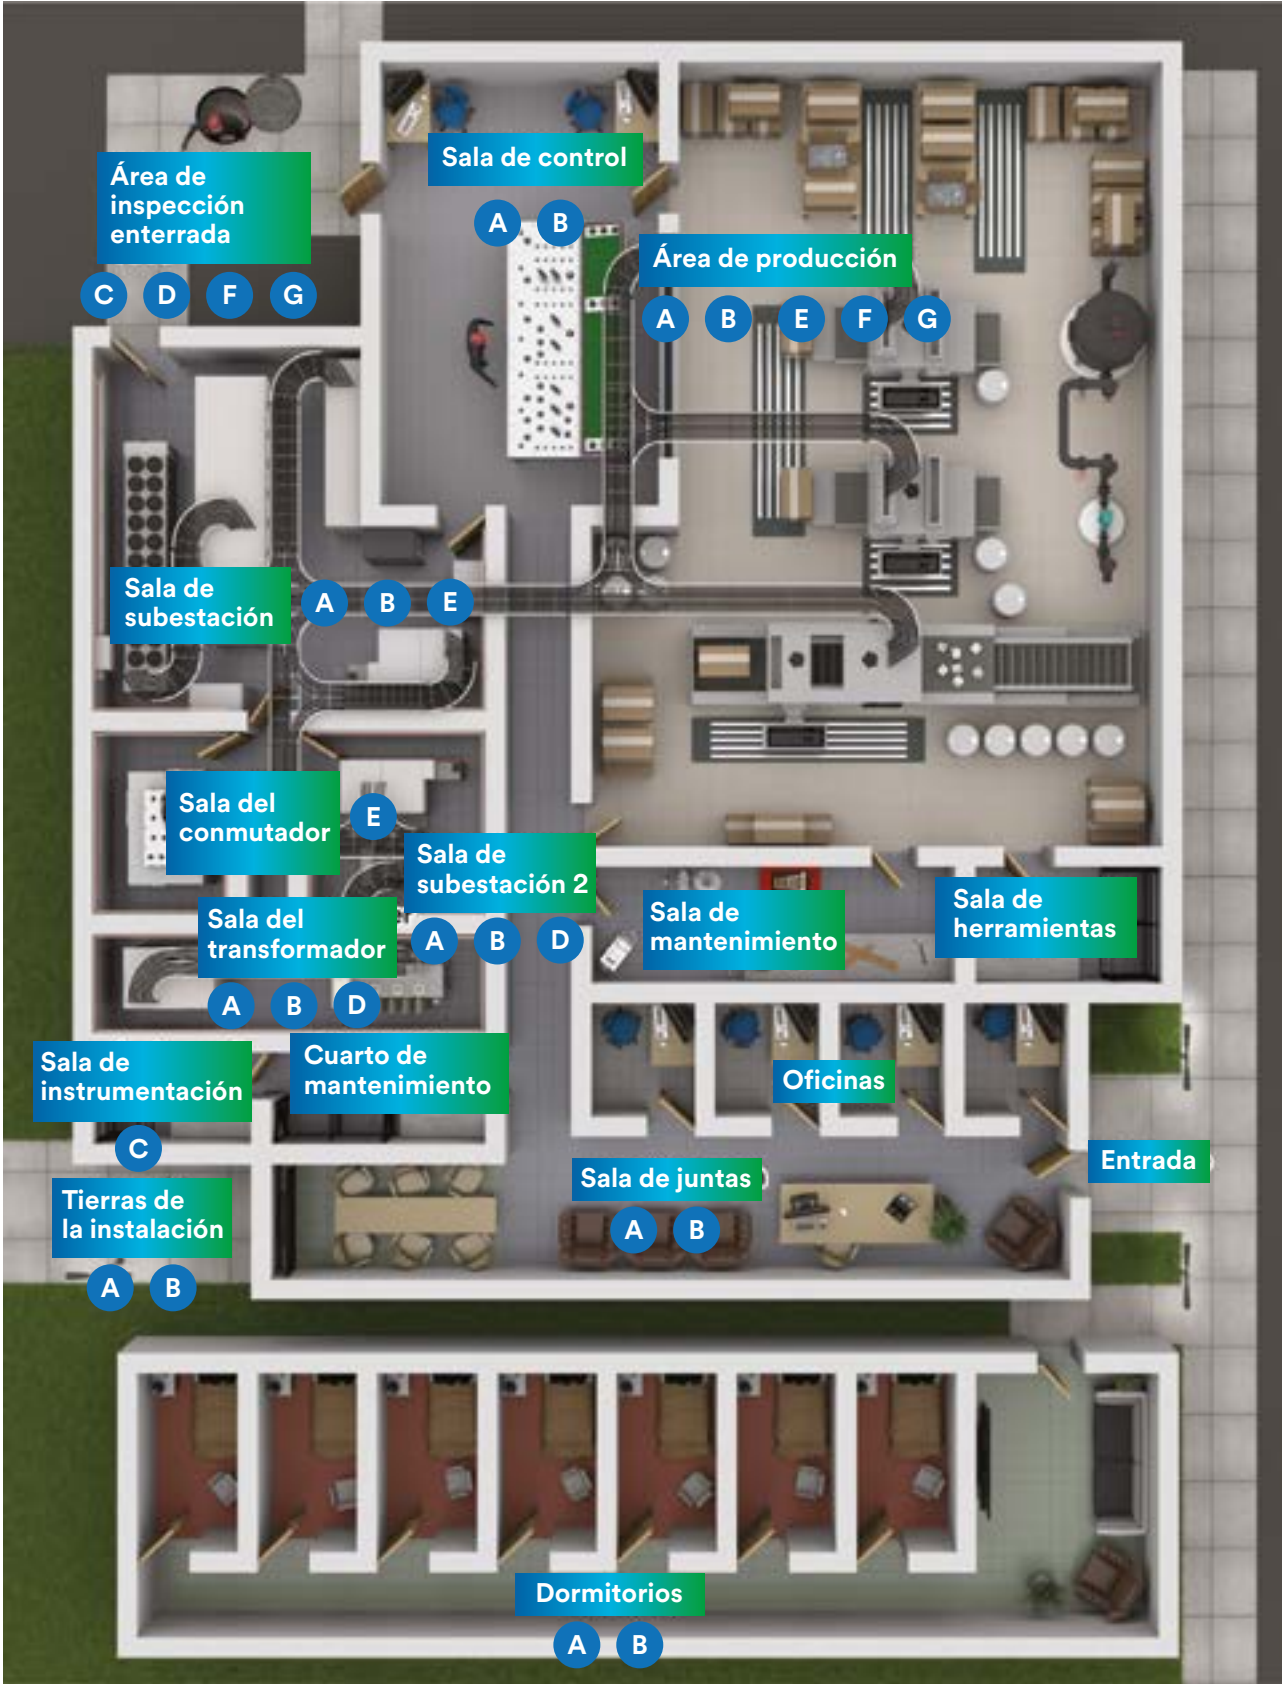 Sala de control
A B
Área de
inspección
enterrada
C D F G
Área de producción
A B E F G
Sala de
subestación
A B E
Sala del
conmutador
E
Sala de
subestación 2
A B D
Sala del
transformador
A B D
Sala de
mantenimiento
Sala de
herramientas
Sala de
instrumentación
C
Cuarto de
mantenimiento
Oficinas
Entrada
Sala de juntas
A B
Tierras de
la instalación
A B
Dormitorios
A B